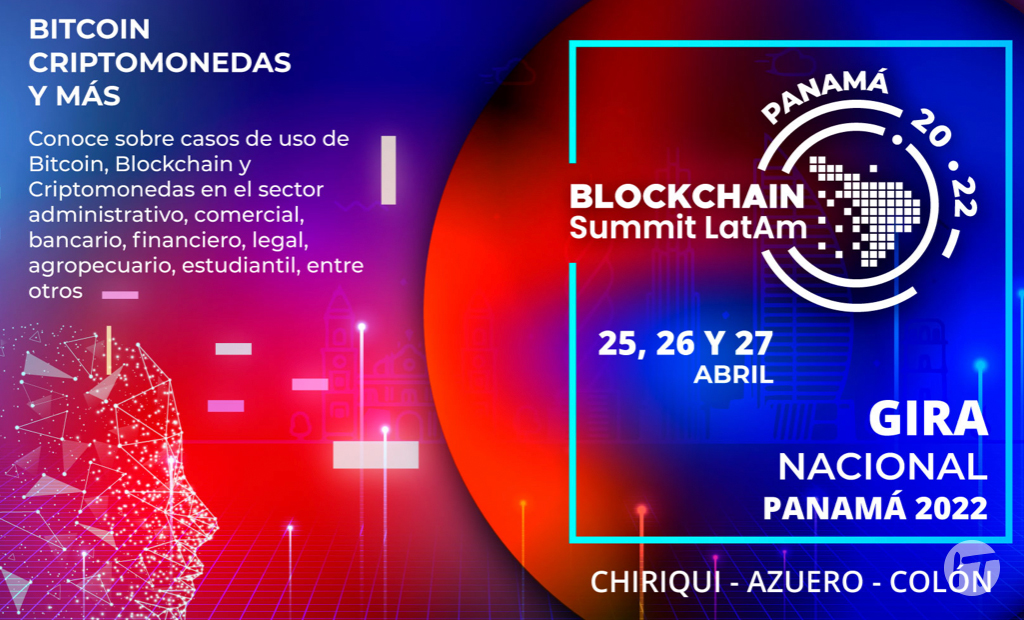 BITCOIN
CRIPTOMONEDAS
Y MÁS
Conoce sobre casos de uso de
Bitcoin, Blockchain y
Criptomonedas en el sector
administrativo, comercial,
bancario, financiero, legal,
agropecuario, estudiantil, entre
otros
PANAMÁ 20 • 22
BLOCKCHAIN
Summit LatAm
25, 26 Y 27
ABRIL
GIRA
NACIONAL
PANAMÁ 2022
CHIRIQUI - AZUERO - COLÓN